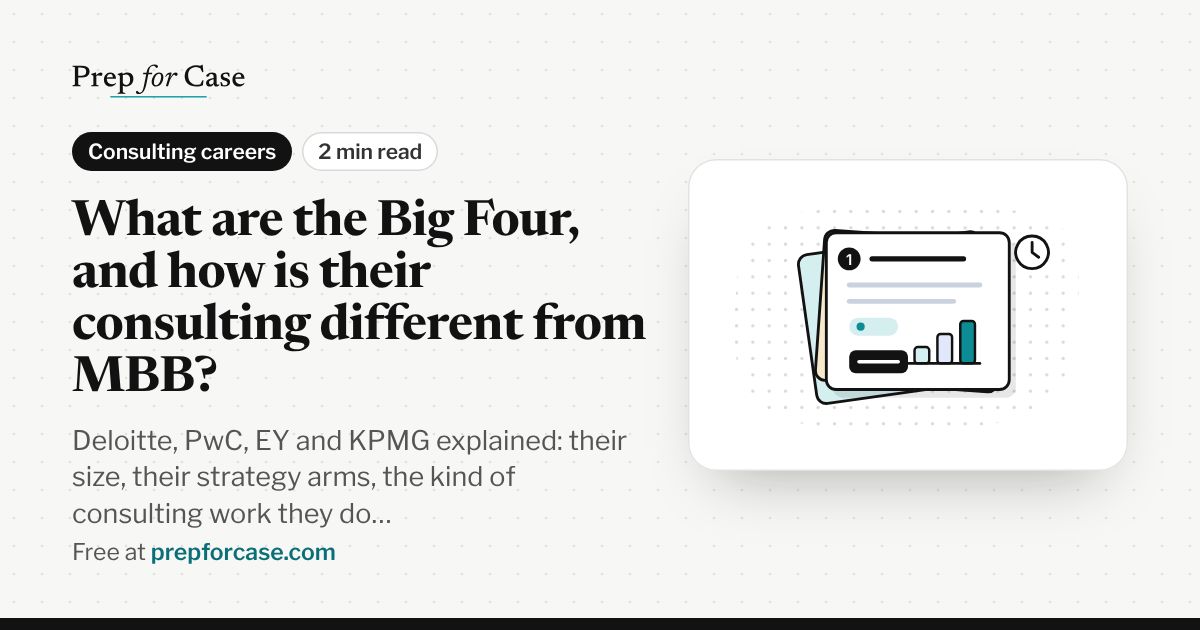 Prep for Case
Consulting careers
2 min read
What are the Big Four,
and how is their
consulting different from
MBB?
Deloitte, PwC, EY and KPMG explained: their
size, their strategy arms, the kind of
consulting work they do...
Free at prepforcase.com
1